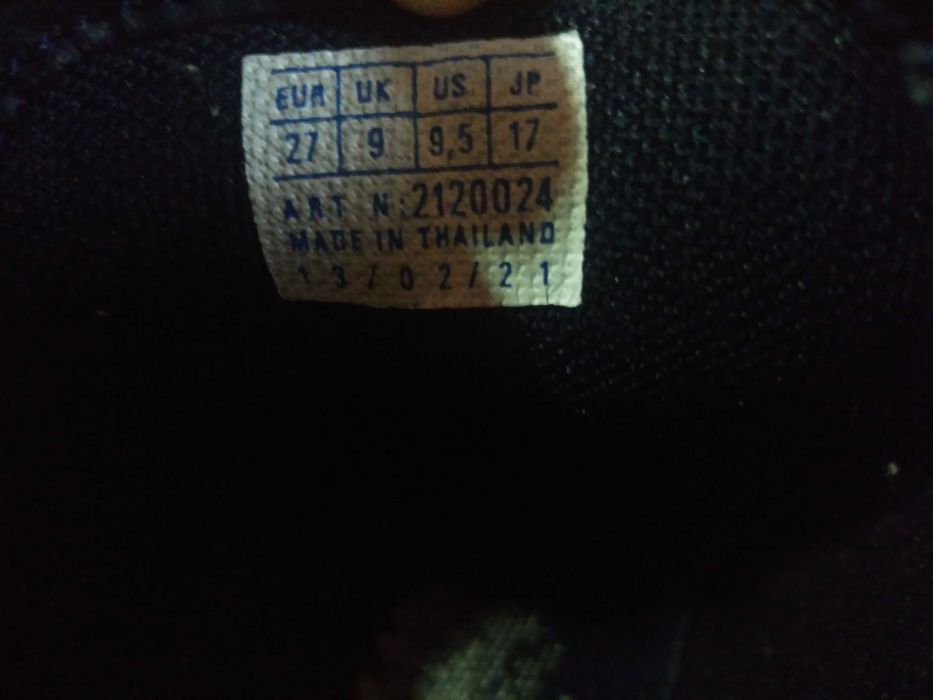 EUR UK US JP
27 9 9,5 17
ART N:2120024
MADE IN THAILAND
13/02/21